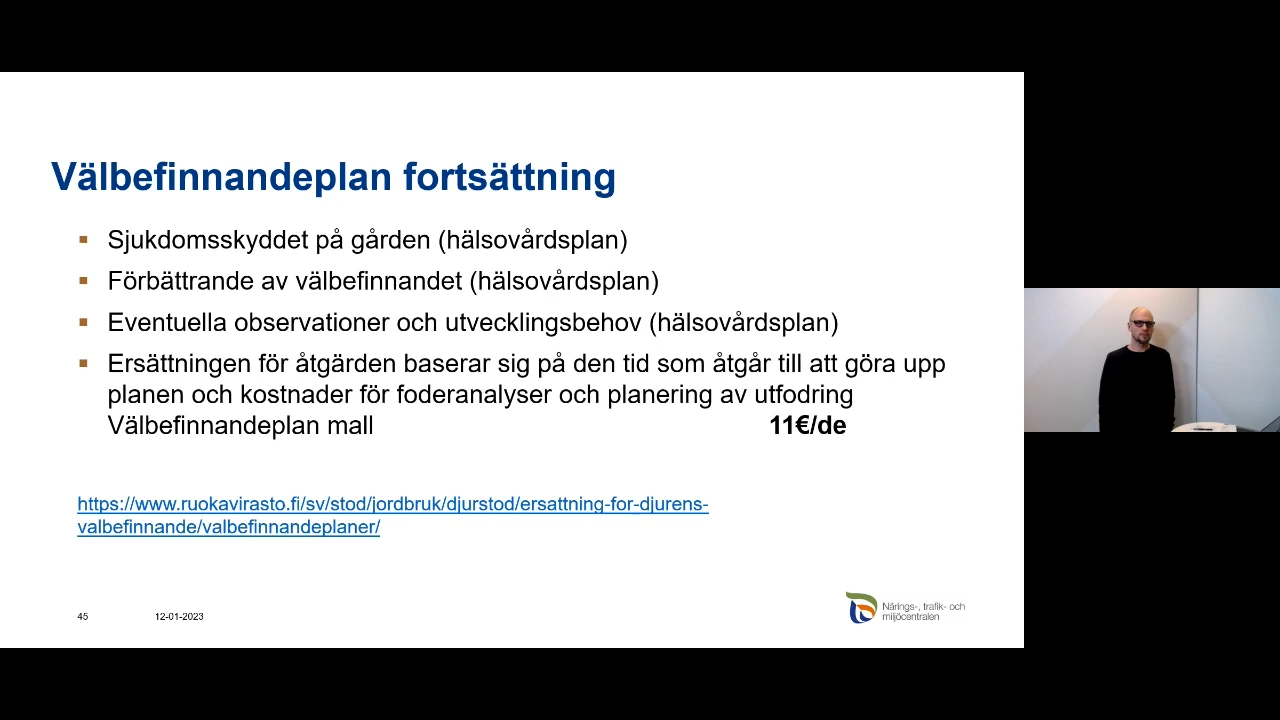 Välbefinnandeplan fortsättning
▪ Sjukdomsskyddet på gården (hälsovårdsplan)
▪ Förbättrande av välbefinnandet (hälsovårdsplan)
▪ Eventuella observationer och utvecklingsbehov (hälsovårdsplan)
▪ Ersättningen för åtgärden baserar sig på den tid som åtgår till att göra upp
planen och kostnader för foderanalyser och planering av utfodring
Välbefinnandeplan mall 11€/de
https://www.ruokavirasto.fi/sv/stod/jordbruk/djurstod/ersattning-for-djurens-
valbefinnande/valbefinnandeplaner/
45 12-01-2023
Närings-, trafik- och
miljöcentralen